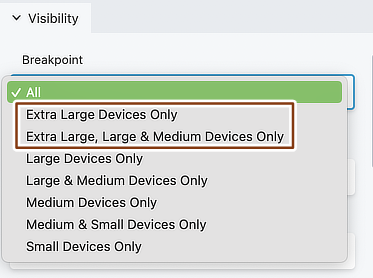 Visibility
Breakpoint
All
Extra Large Devices Only
Extra Large, Large & Medium Devices Only
Large Devices Only
Large & Medium Devices Only
Medium Devices Only
Medium & Small Devices Only
Small Devices Only